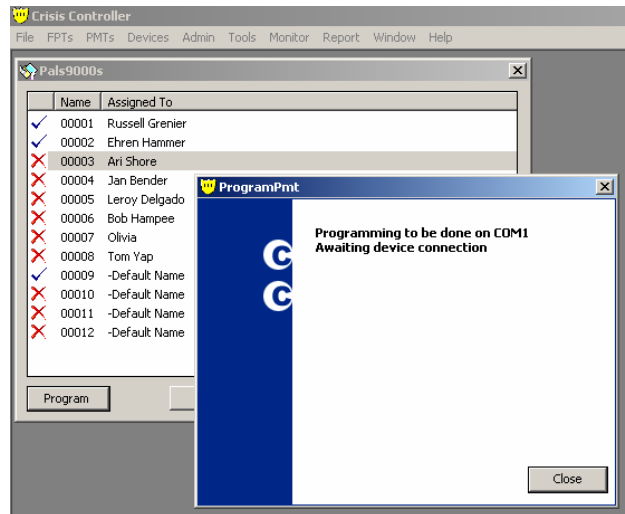 Crisis Controller
File FPTs PMTs Devices Admin Tools Monitor Report Window Help
Pals9000s
Name Assigned To
00001 Russell Grenier
00002 Ehren Hammer
00003 Ari Shore
00004 Jan Bender
00005 Leroy Delgado
00006 Bob Hampee
00007 Olivia
00008 Tom Yap
00009 -Default Name
00010 -Default Name
00011 -Default Name
00012 -Default Name
Program
ProgramPmt
C
C
Programming to be done on COM1
Awaiting device connection
Close